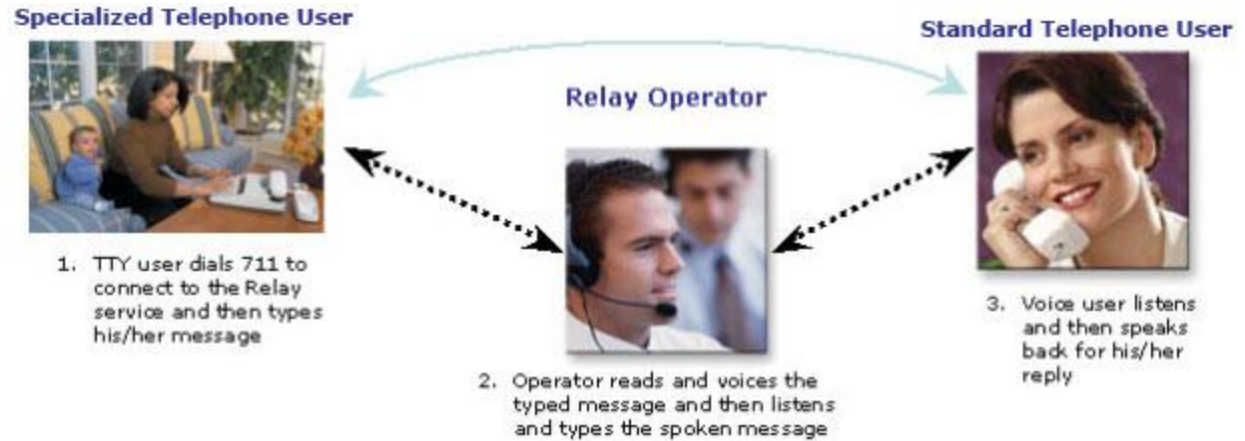 Specialized Telephone User
Standard Telephone User
Relay Operator
1. TTY user dials 711 to
connect to the Relay
service and then types
his/her message
2. Operator reads and voices the
typed message and then listens
and types the spoken message
3. Voice user listens
and then speaks
back for his/her
reply